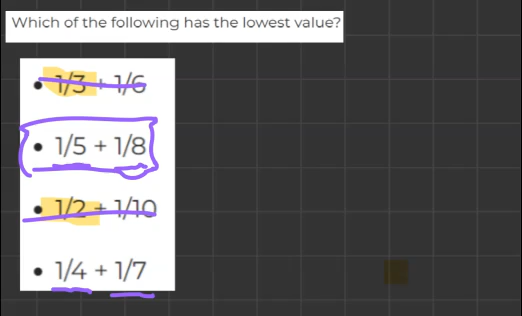 Which of the following has the lowest value?
• 1/3 + 1/6
• 1/5 + 1/8
• 1/2 + 1/10
• 1/4 + 1/7